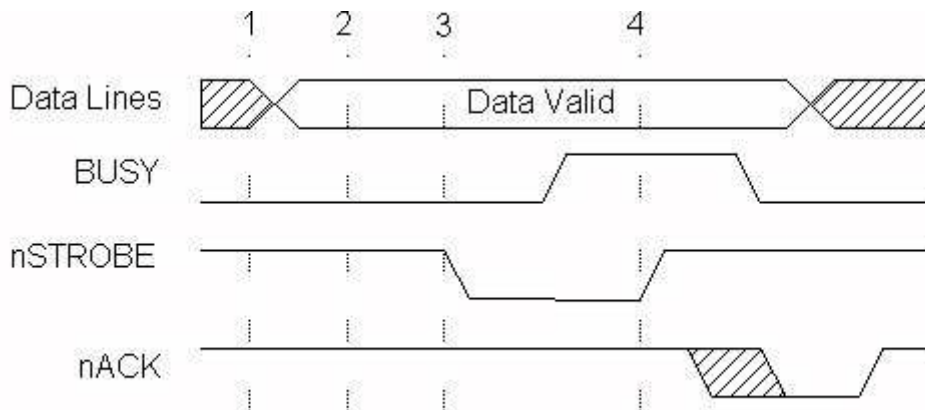 1 2 3 4
Data Lines
Data Valid
BUSY
nSTROBE
nACK